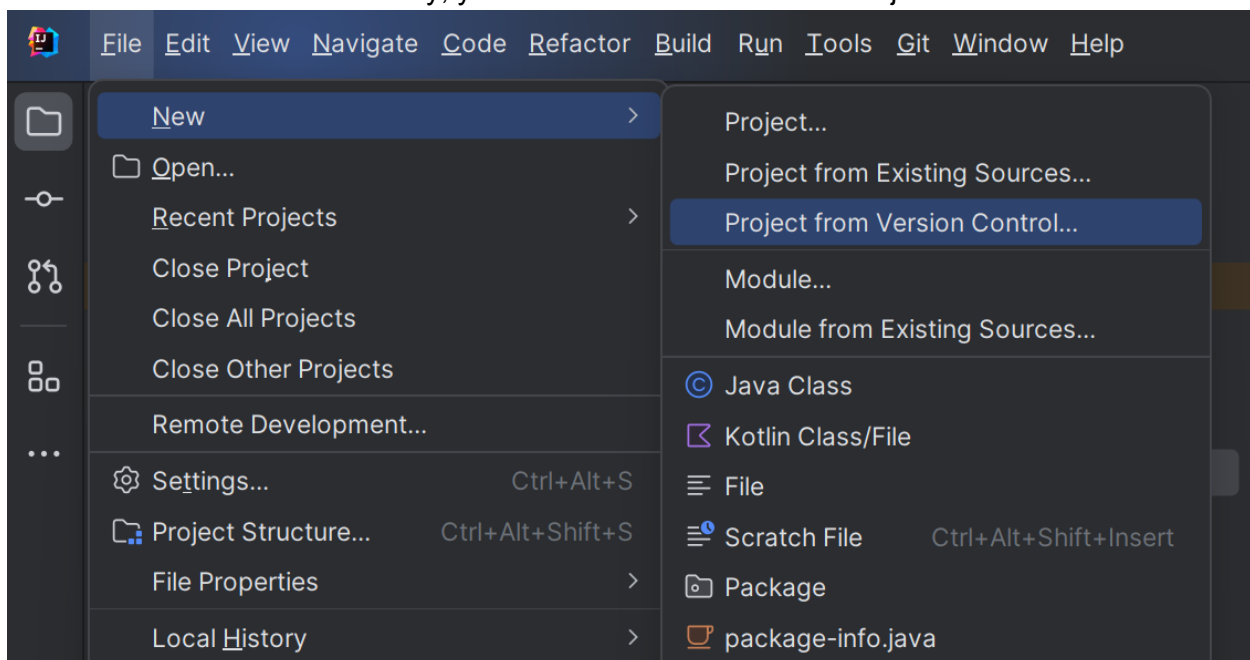 File Edit View Navigate Code Refactor Build Run Tools Git Window Help
New
Open...
Recent Projects
Close Project
Close All Projects
Close Other Projects
Remote Development...
Settings... Ctrl+Alt+S
Project Structure... Ctrl+Alt+Shift+S
File Properties
Local History
Project...
Project from Existing Sources...
Project from Version Control...
Module...
Module from Existing Sources...
Java Class
Kotlin Class/File
File
Scratch File Ctrl+Alt+Shift+Insert
Package
package-info.java